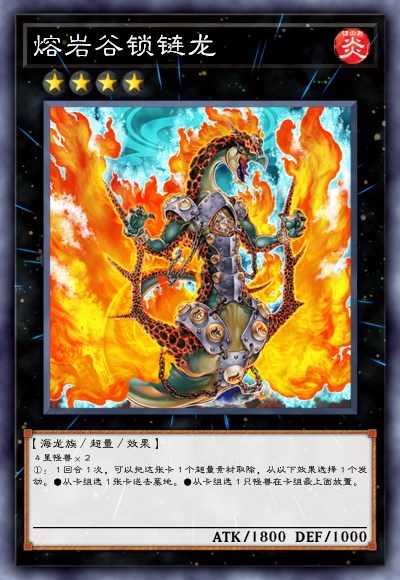 熔岩谷锁链龙
ほのお
炎
【海龙族/超量/效果】
4星怪兽×2
①：1回合1次，可以把这张卡1个超量素材取除，从以下效果选择1个发
动。●从卡组选1张卡送去墓地。●从卡组选1只怪兽在卡组最上面放置。
ATK/1800 DEF/1000